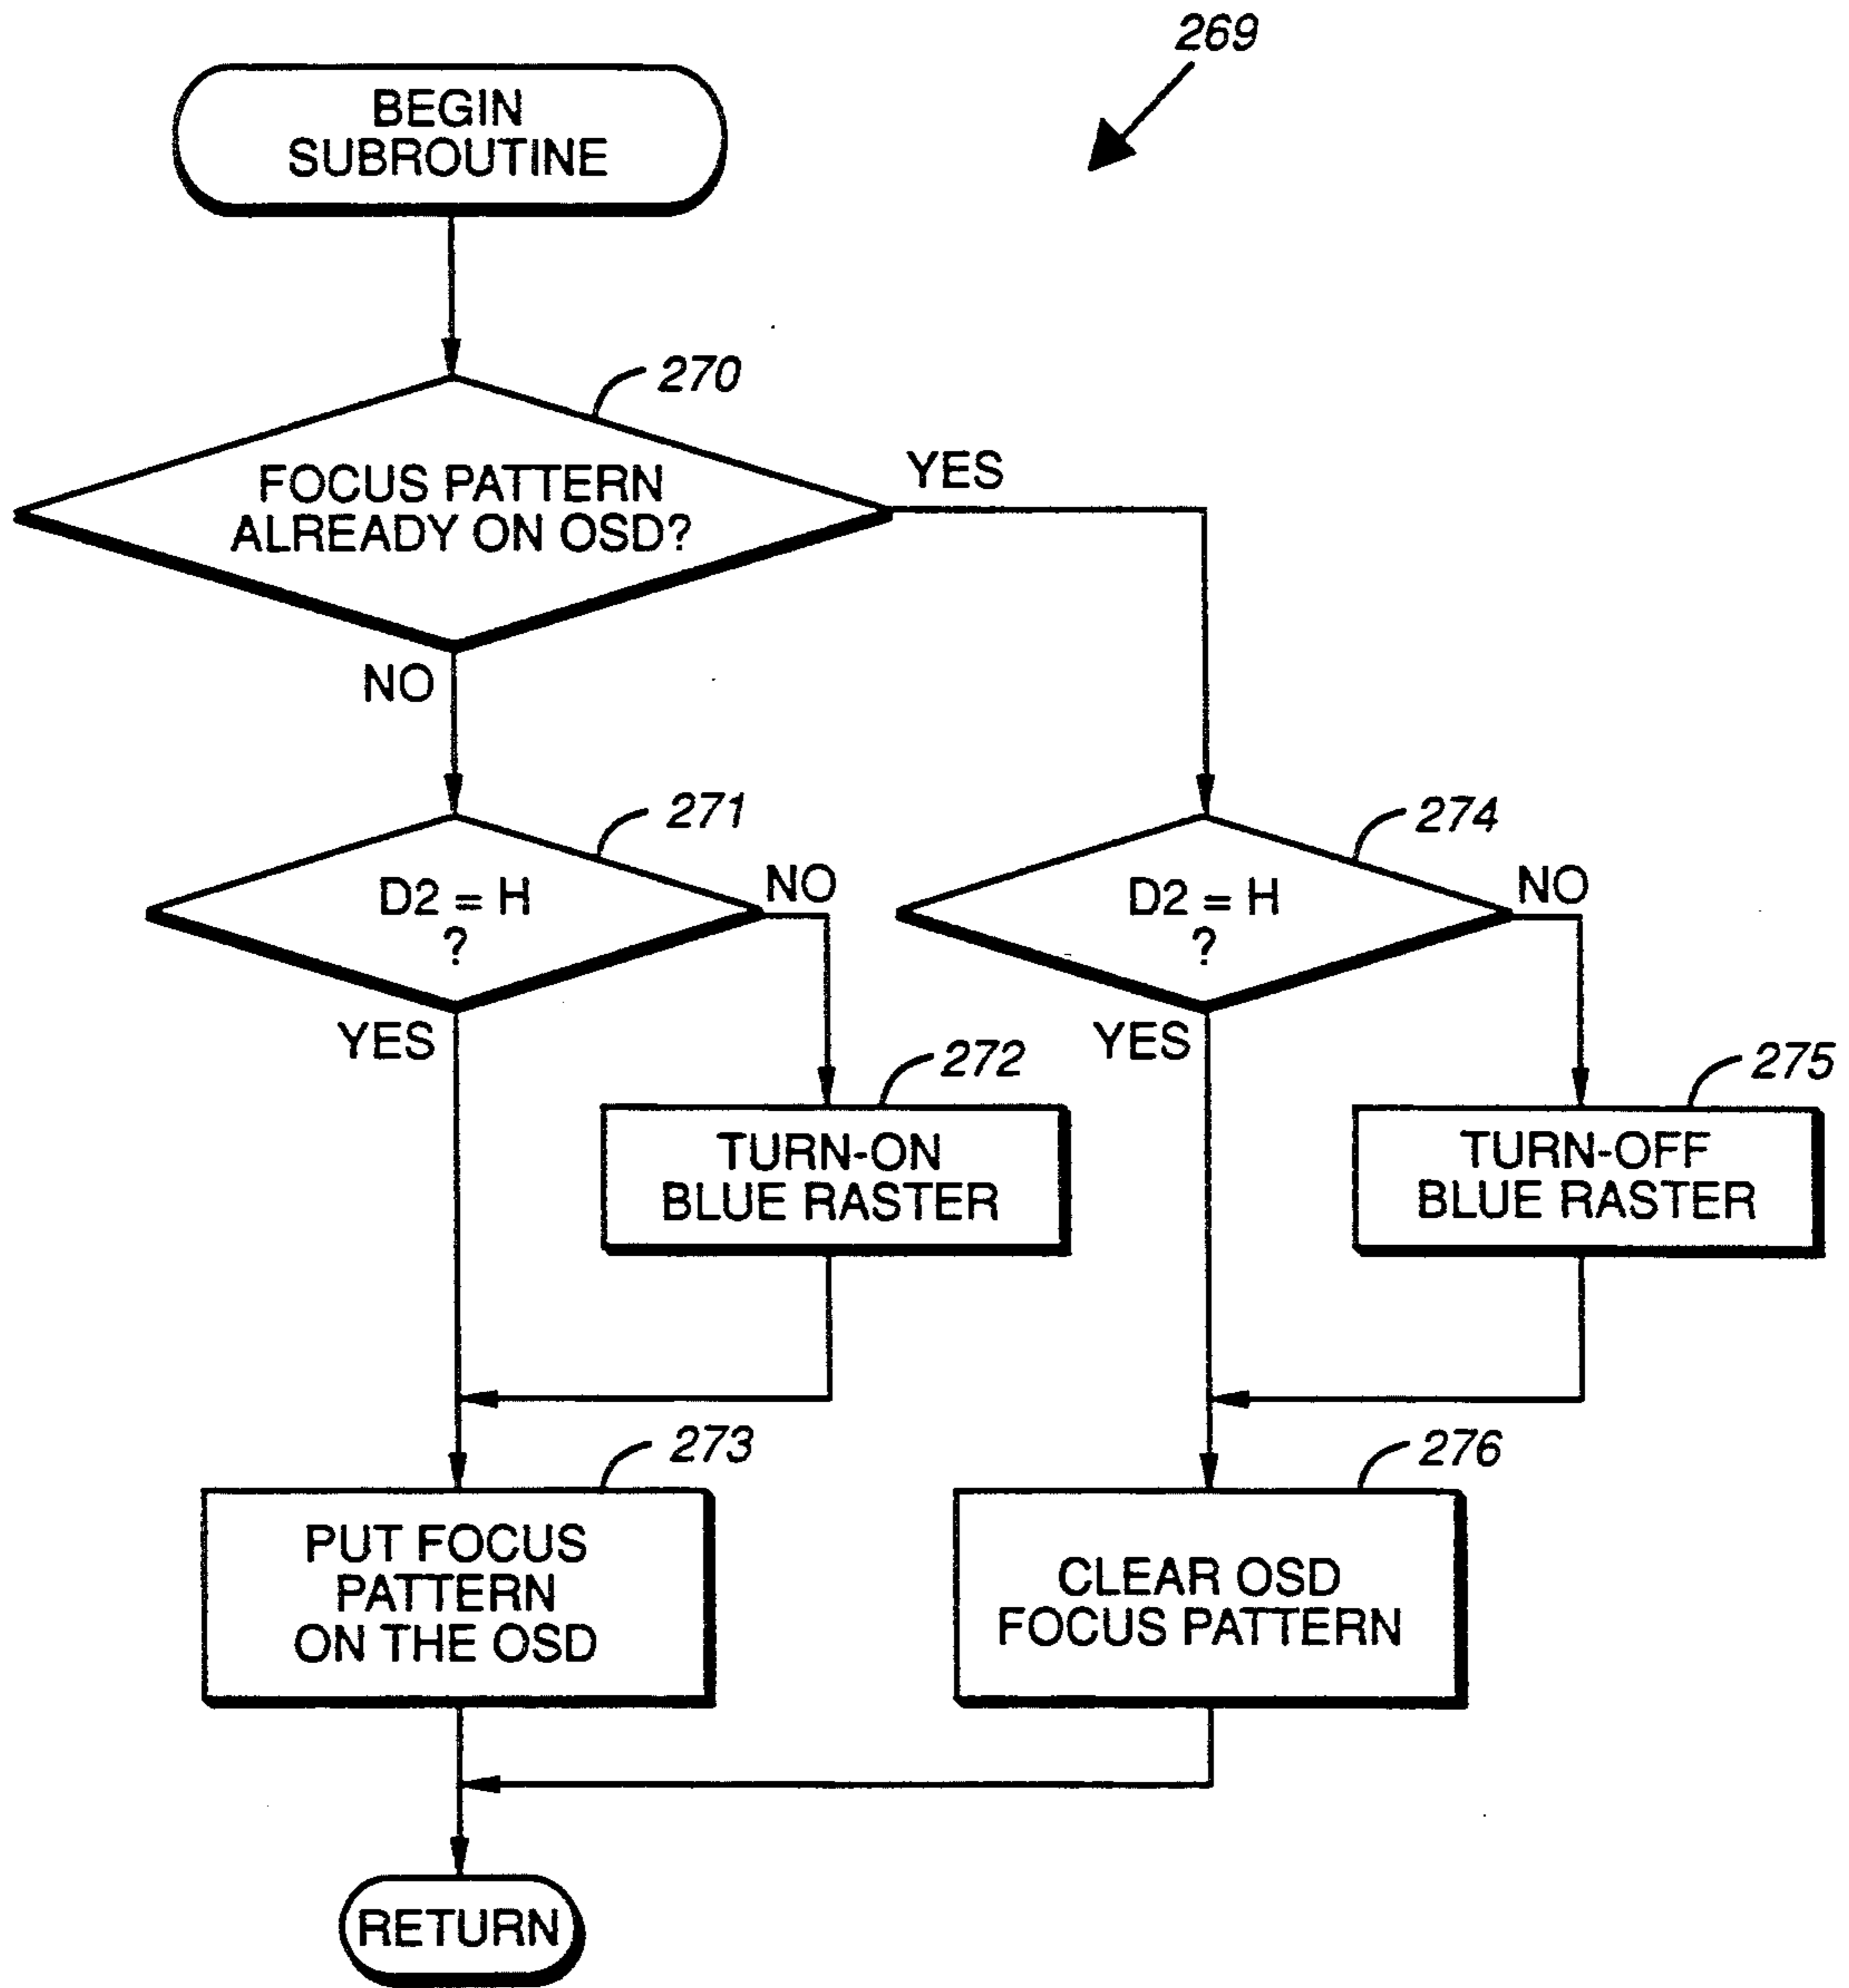 269
BEGIN
SUBROUTINE
270
FOCUS PATTERN
ALREADY ON OSD?
YES
NO
271
D2 = H
?
NO
YES
274
D2 = H
?
NO
YES
272
TURN-ON
BLUE RASTER
275
TURN-OFF
BLUE RASTER
273
PUT FOCUS
PATTERN
ON THE OSD
276
CLEAR OSD
FOCUS PATTERN
RETURN